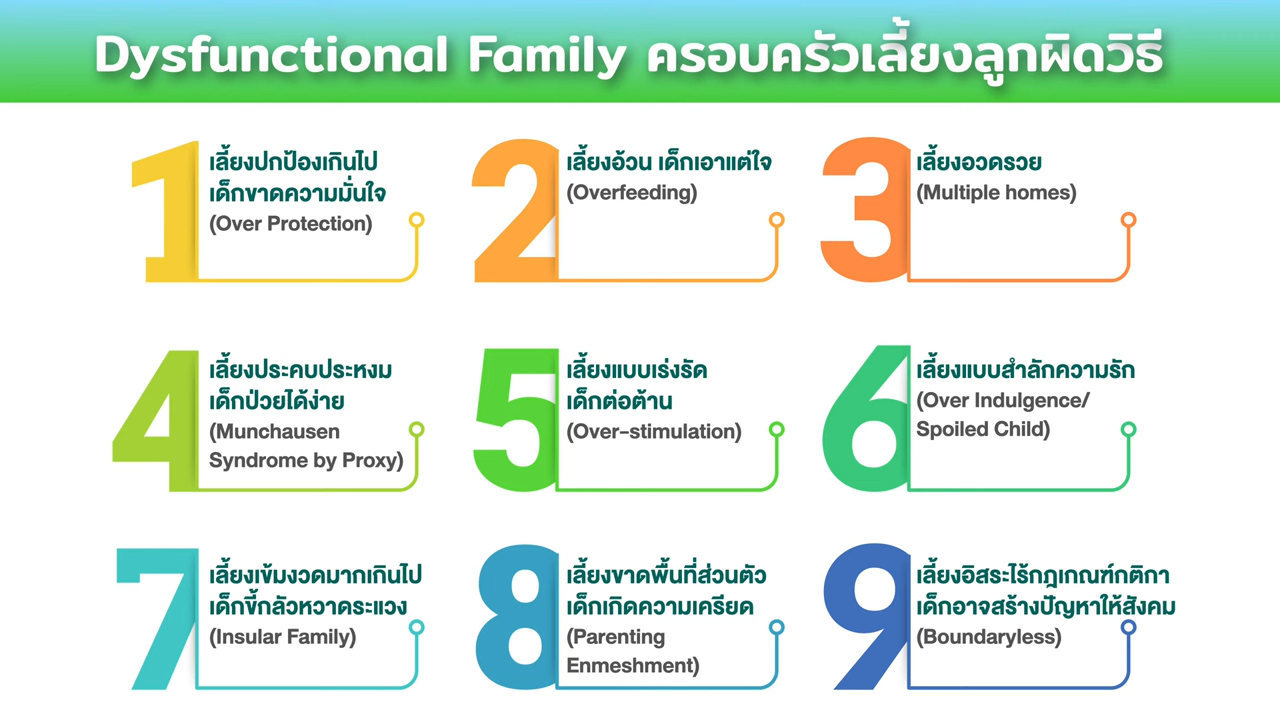 Dysfunctional Family ครอบครัวเลี้ยงลูกผิดวิธี
1
เลี้ยงปกป้องเกินไป
เด็กขาดความมั่นใจ
(Over Protection)
2
เลี้ยงอ้วน เด็กเอาแต่ใจ
(Overfeeding)
3
เลี้ยงอวดรวย
(Multiple homes)
4
เลี้ยงประคบประหงม
เด็กป่วยได้ง่าย
(Munchausen
Syndrome by Proxy)
5
เลี้ยงแบบเร่งรัด
เด็กต่อต้าน
(Over-stimulation)
6
เลี้ยงแบบสำลักความรัก
(Over Indulgence/
Spoiled Child)
7
เลี้ยงเข้มงวดมากเกินไป
เด็กขี้กลัวหวาดระแวง
(Insular Family)
8
เลี้ยงขาดพื้นที่ส่วนตัว
เด็กเกิดความเครียด
(Parenting
Enmeshment)
9
เลี้ยงอิสระไร้กฎเกณฑ์กติกา
เด็กอาจสร้างปัญหาให้สังคม
(Boundaryless)